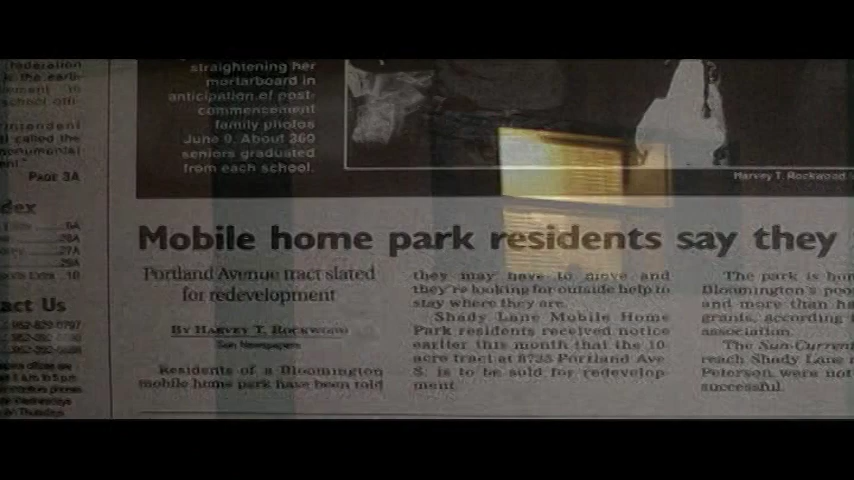 straightening her
mortarboard in
anticipation of post-
commencement
family photos
June 9. About 360
seniors graduated
from each school.
Harvey T. Rockwood
PAGE 3A
dex
6A
27A
10
act Us
Mobile home park residents say they
Portland Avenue tract slated
for redevelopment
BY HARVEY T. ROCKWOOD
Sun Newspapers
Residents of a Bloomington
mobile home park have been told
they may have to move and
they're looking for outside help to
stay where they are.
Shady Lane Mobile Home
Park residents received notice
earlier this month that the 10-
acre tract at 8735 Portland Ave
S. is to be sold for redevelop-
ment
The park is hom
Bloomington's poo
and more than ha
grants, according t
association.
The Sun-Current
reach Shady Lane
Peterson were not
successful.